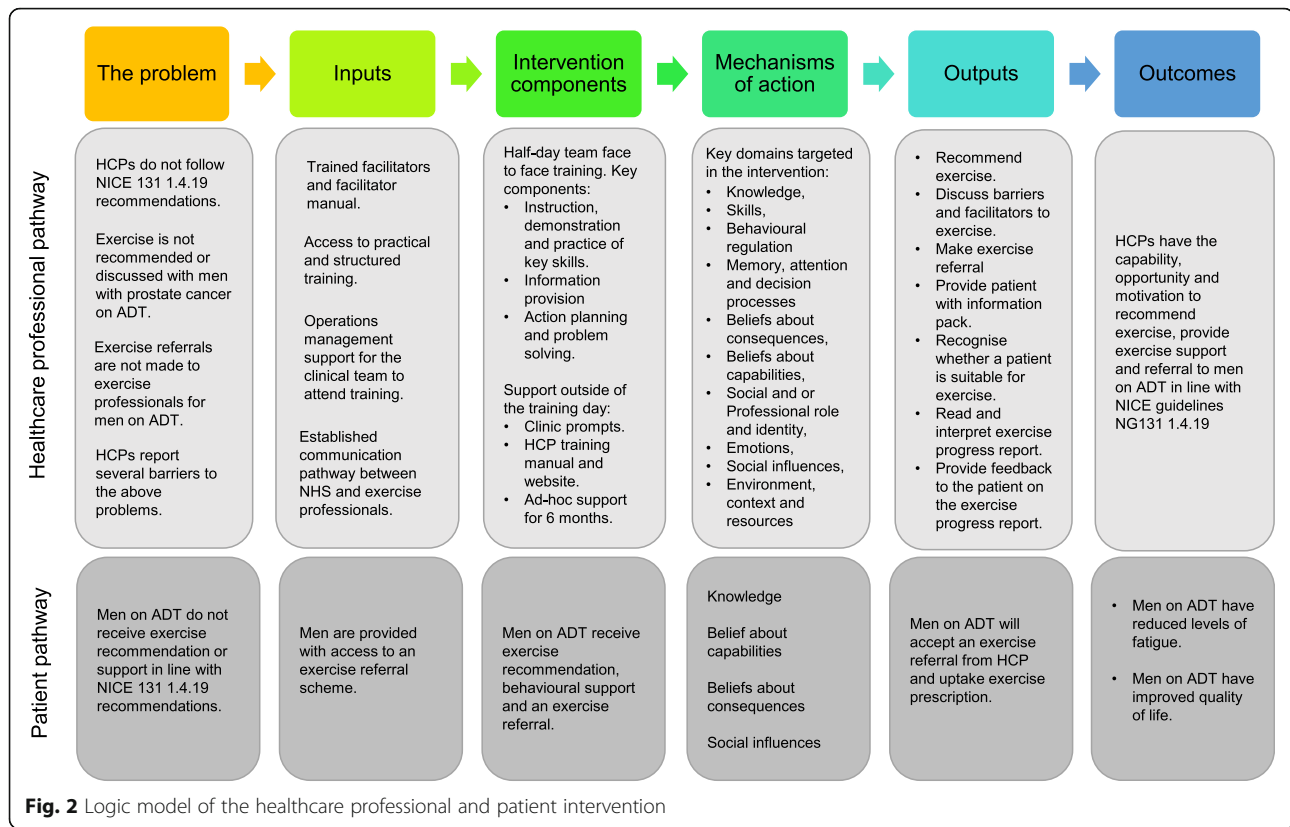 The problem
Inputs
Intervention
components
Mechanisms
of action
Outputs
Outcomes
Healthcare professional pathway
HCPs do not follow
NICE 131 1.4.19
recommendations.
Exercise is not
recommended or
discussed with men
with prostate cancer
on ADT.
Exercise referrals
are not made to
exercise
professionals for
men on ADT.
HCPs report
several barriers to
the above
problems.
Trained facilitators
and facilitator
manual.
Access to practical
and structured
training.
Operations
management
support for the
clinical team to
attend training.
Established
communication
pathway between
NHS and exercise
professionals.
Half-day team face
to face training. Key
components:
• Instruction,
demonstration
and practice of
key skills.
• Information
provision
• Action planning
and problem
solving.
Support outside of
the training day:
• Clinic prompts.
• HCP training
manual and
website.
• Ad-hoc support
for 6 months.
Key domains targeted
in the intervention:
• Knowledge,
• Skills,
• Behavioural
regulation
• Memory, attention
and decision
processes
• Beliefs about
consequences,
• Beliefs about
capabilities,
• Social and or
Professional role
and identity,
• Emotions,
• Social influences,
• Environment,
context and
resources
• Recommend
exercise.
• Discuss barriers
and facilitators to
exercise.
• Make exercise
referral
• Provide patient
with information
pack.
• Recognise
whether a patient
is suitable for
exercise.
• Read and
interpret exercise
progress report.
• Provide feedback
to the patient on
the exercise
progress report.
HCPs have the
capability,
opportunity and
motivation to
recommend
exercise, provide
exercise support
and referral to men
on ADT in line with
NICE guidelines
NG131 1.4.19
Patient pathway
Men on ADT do not
receive exercise
recommendation or
support in line with
NICE 131 1.4.19
recommendations.
Men are provided
with access to an
exercise referral
scheme.
Men on ADT receive
exercise
recommendation,
behavioural support
and an exercise
referral.
Knowledge
Belief about
capabilities
Beliefs about
consequences
Social influences
Men on ADT will
accept an exercise
referral from HCP
and uptake exercise
prescription.
• Men on ADT have
reduced levels of
fatigue.
• Men on ADT have
improved quality
of life.
Fig. 2 Logic model of the healthcare professional and patient intervention